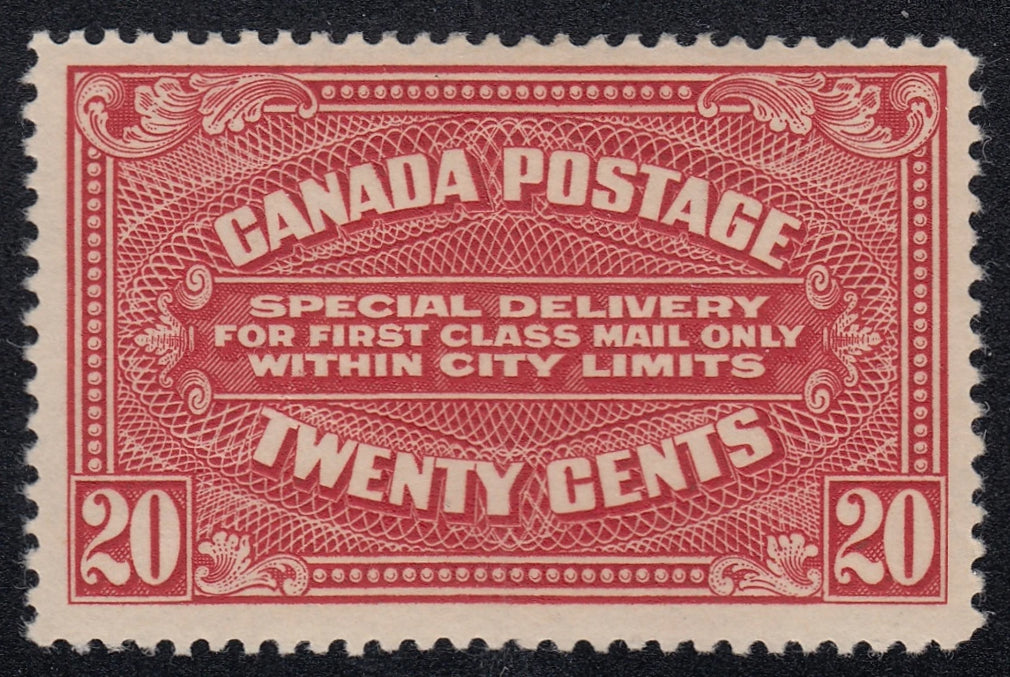 CANADA POSTAGE
SPECIAL DELIVERY
FOR FIRST CLASS MAIL ONLY
WITHIN CITY LIMITS
TWENTY CENTS
20 20